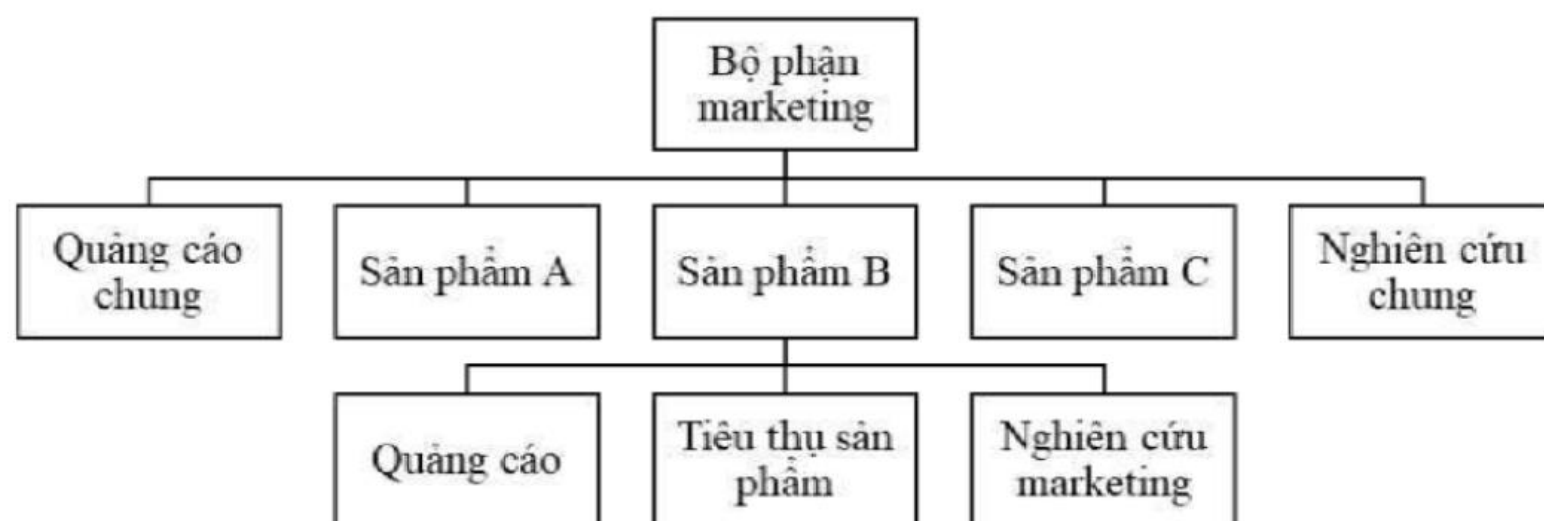 Bộ phận
marketing
Quảng cáo
chung
Sản phẩm A
Sản phẩm B
Sản phẩm C
Nghiên cứu
chung
Quảng cáo
Tiêu thụ sản
phẩm
Nghiên cứu
marketing